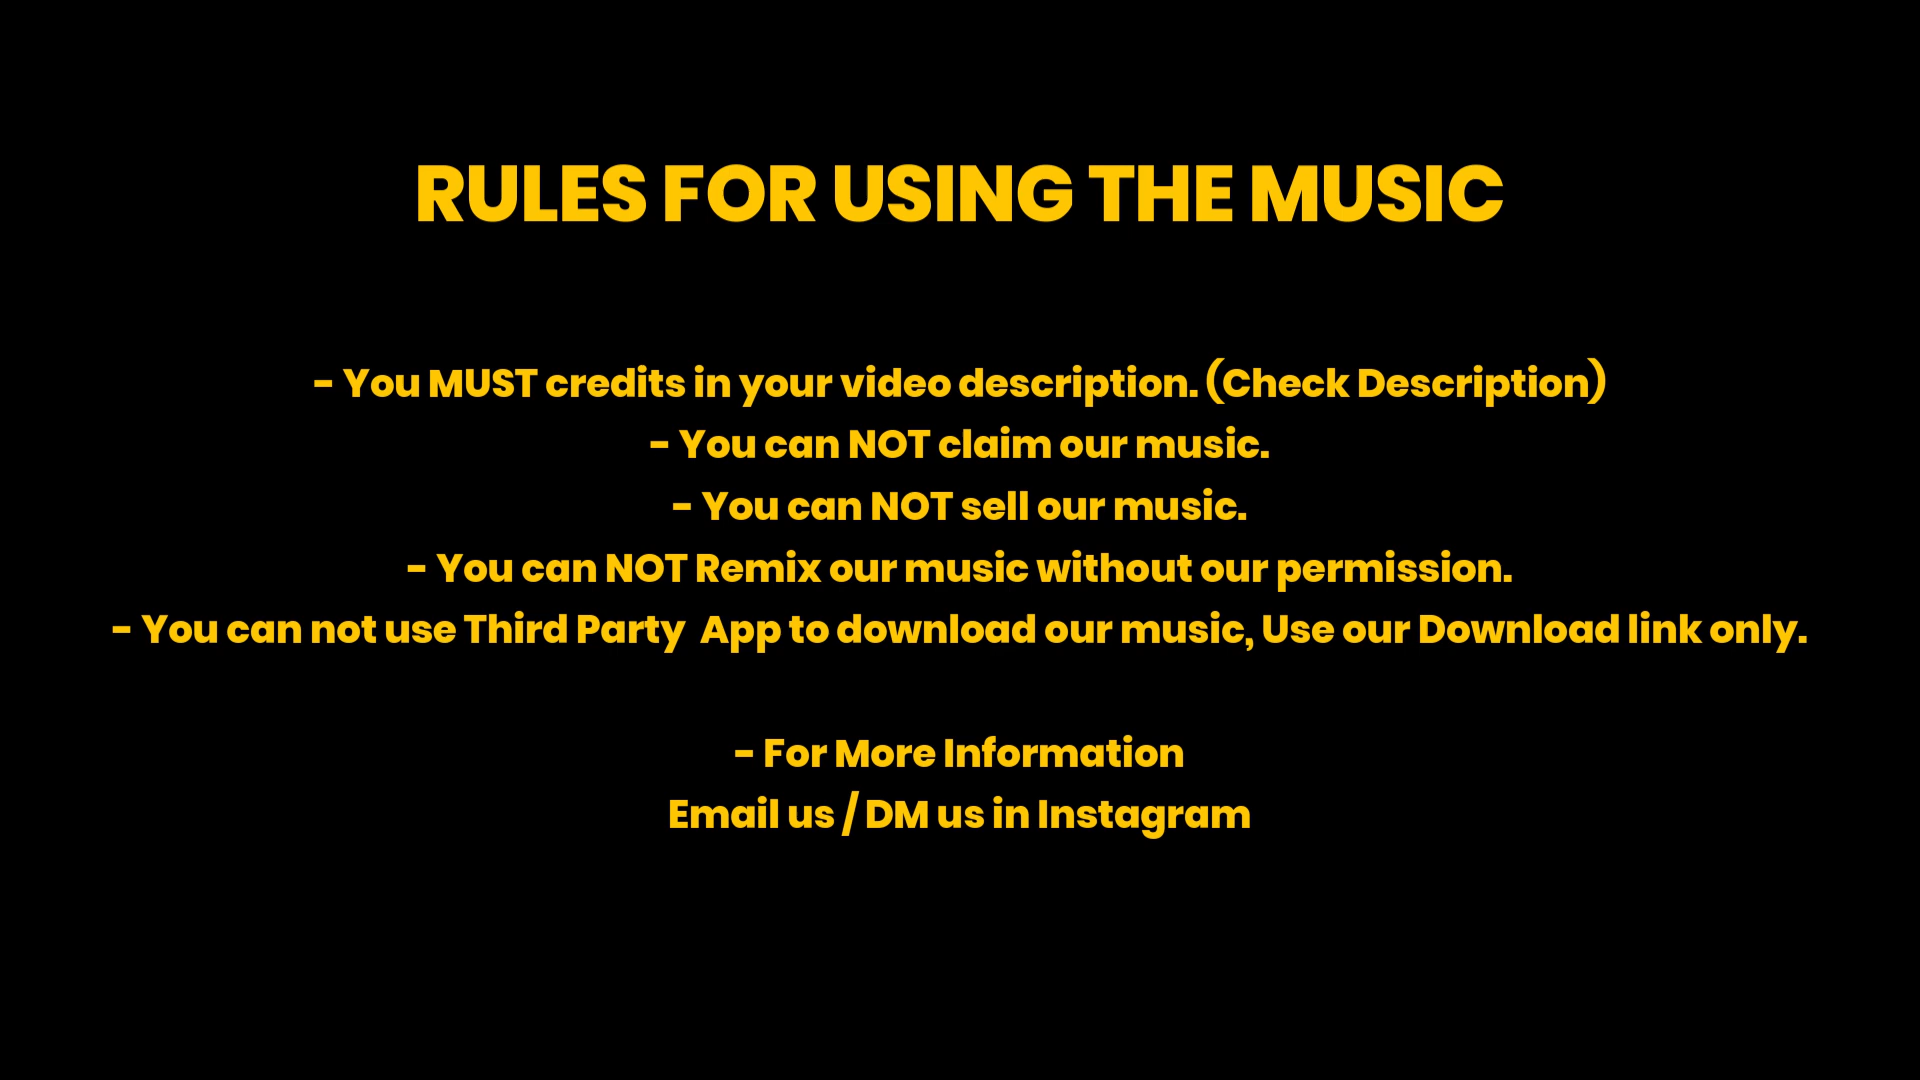 RULES FOR USING THE MUSIC
- You MUST credits in your video description. (Check Description)
- You can NOT claim our music.
- You can NOT sell our music.
- You can NOT Remix our music without our permission.
- You can not use Third Party  App to download our music, Use our Download link only.
- For More Information
Email us / DM us in Instagram